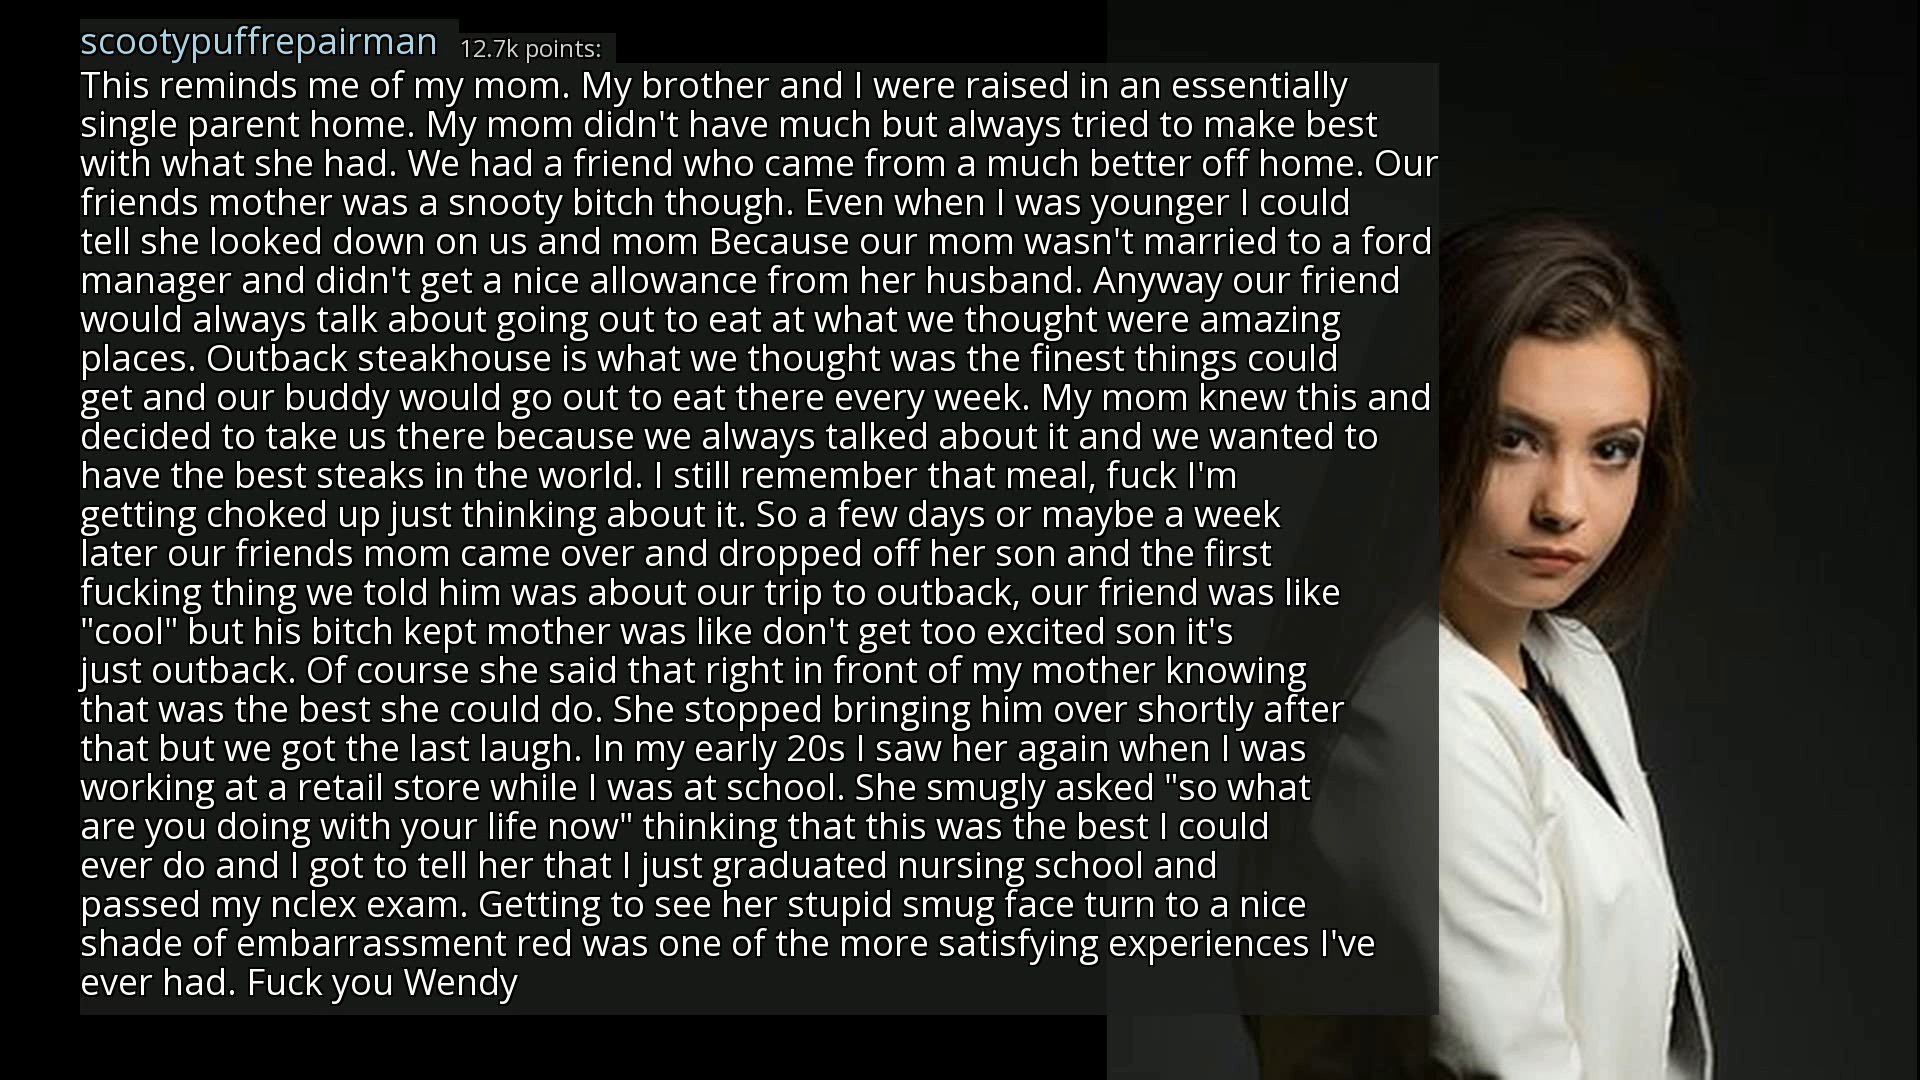 scootypuffrepairman 12.7k points:
This reminds me of my mom. My brother and I were raised in an essentially
single parent home. My mom didn't have much but always tried to make best
with what she had. We had a friend who came from a much better off home. Our
friends mother was a snooty bitch though. Even when I was younger I could
tell she looked down on us and mom Because our mom wasn't married to a ford
manager and didn't get a nice allowance from her husband. Anyway our friend
would always talk about going out to eat at what we thought were amazing
places. Outback steakhouse is what we thought was the finest things could
get and our buddy would go out to eat there every week. My mom knew this and
decided to take us there because we always talked about it and we wanted to
have the best steaks in the world. I still remember that meal, fuck I'm
getting choked up just thinking about it. So a few days or maybe a week
later our friends mom came over and dropped off her son and the first
fucking thing we told him was about our trip to outback, our friend was like
"cool" but his bitch kept mother was like don't get too excited son it's
just outback. Of course she said that right in front of my mother knowing
that was the best she could do. She stopped bringing him over shortly after
that but we got the last laugh. In my early 20s I saw her again when I was
working at a retail store while I was at school. She smugly asked "so what
are you doing with your life now" thinking that this was the best I could
ever do and I got to tell her that I just graduated nursing school and
passed my nclex exam. Getting to see her stupid smug face turn to a nice
shade of embarrassment red was one of the more satisfying experiences I've
ever had. Fuck you Wendy